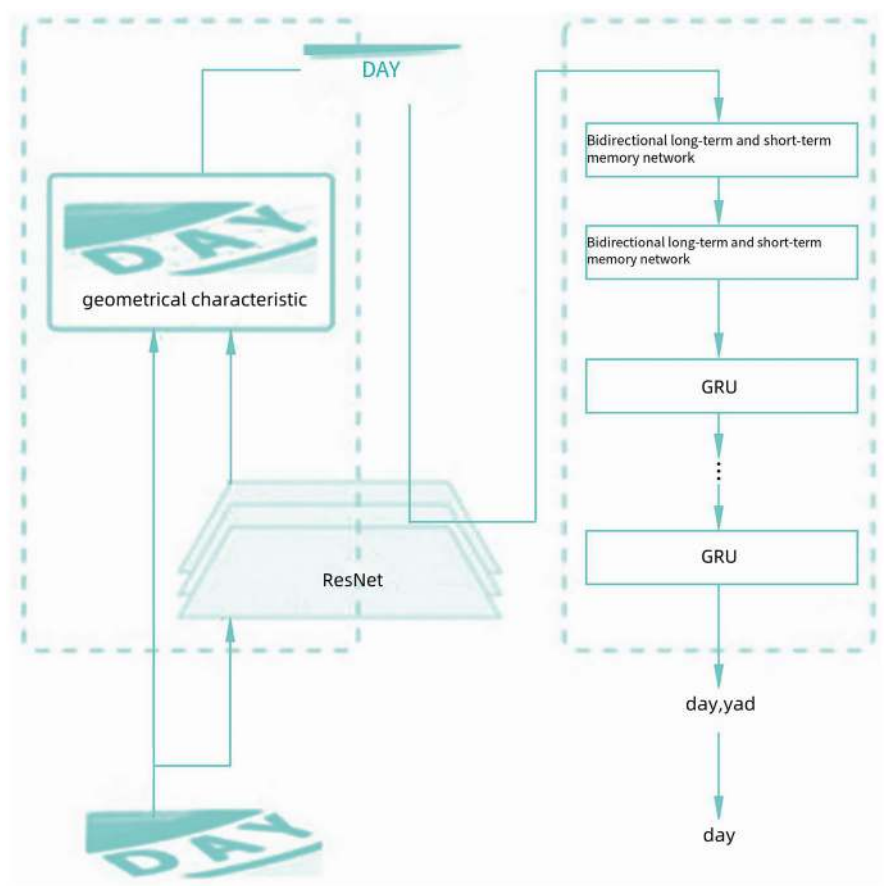 DAY
DAY
geometrical characteristic
ResNet
DAY
Bidirectional long-term and short-term
memory network
Bidirectional long-term and short-term
memory network
GRU
⋮
GRU
day,yad
day